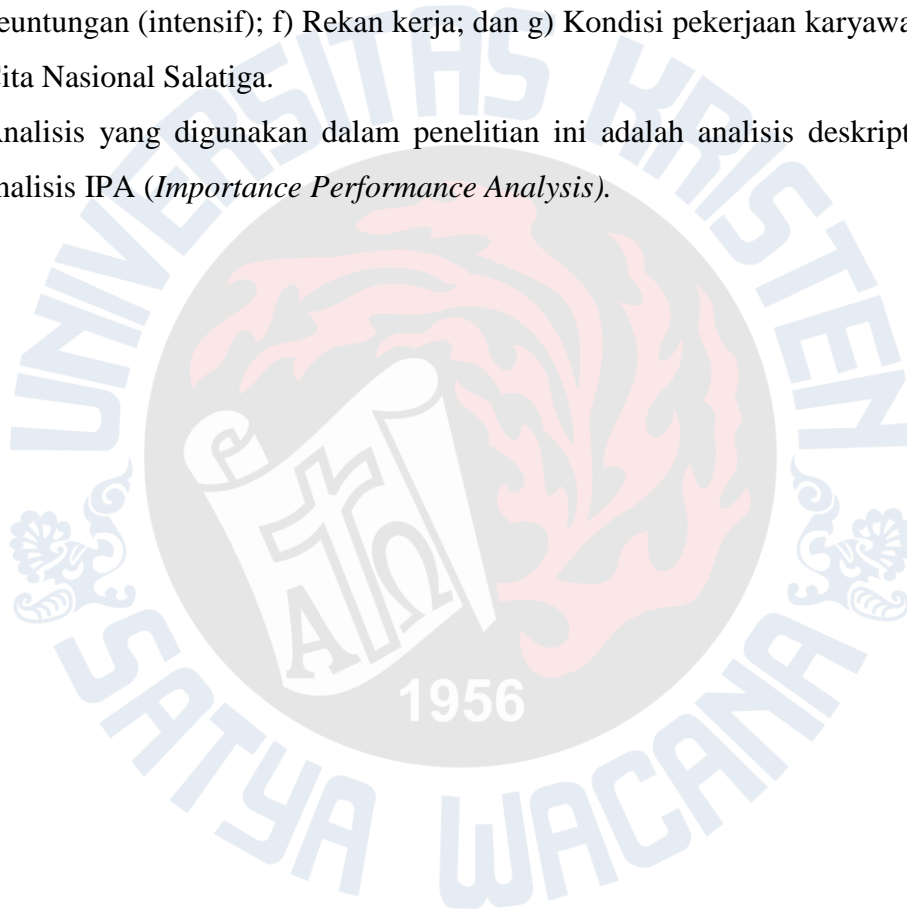 euntungan (intensif); f) Rekan kerja; dan g) Kondisi pekerjaan karyawa
ita Nasional Salatiga.
nalisis yang digunakan dalam penelitian ini adalah analisis deskript
nalisis IPA (Importance Performance Analysis).
UNIVERSITAS KRISTEN
ΑΩ
1956
SATYA WACANA